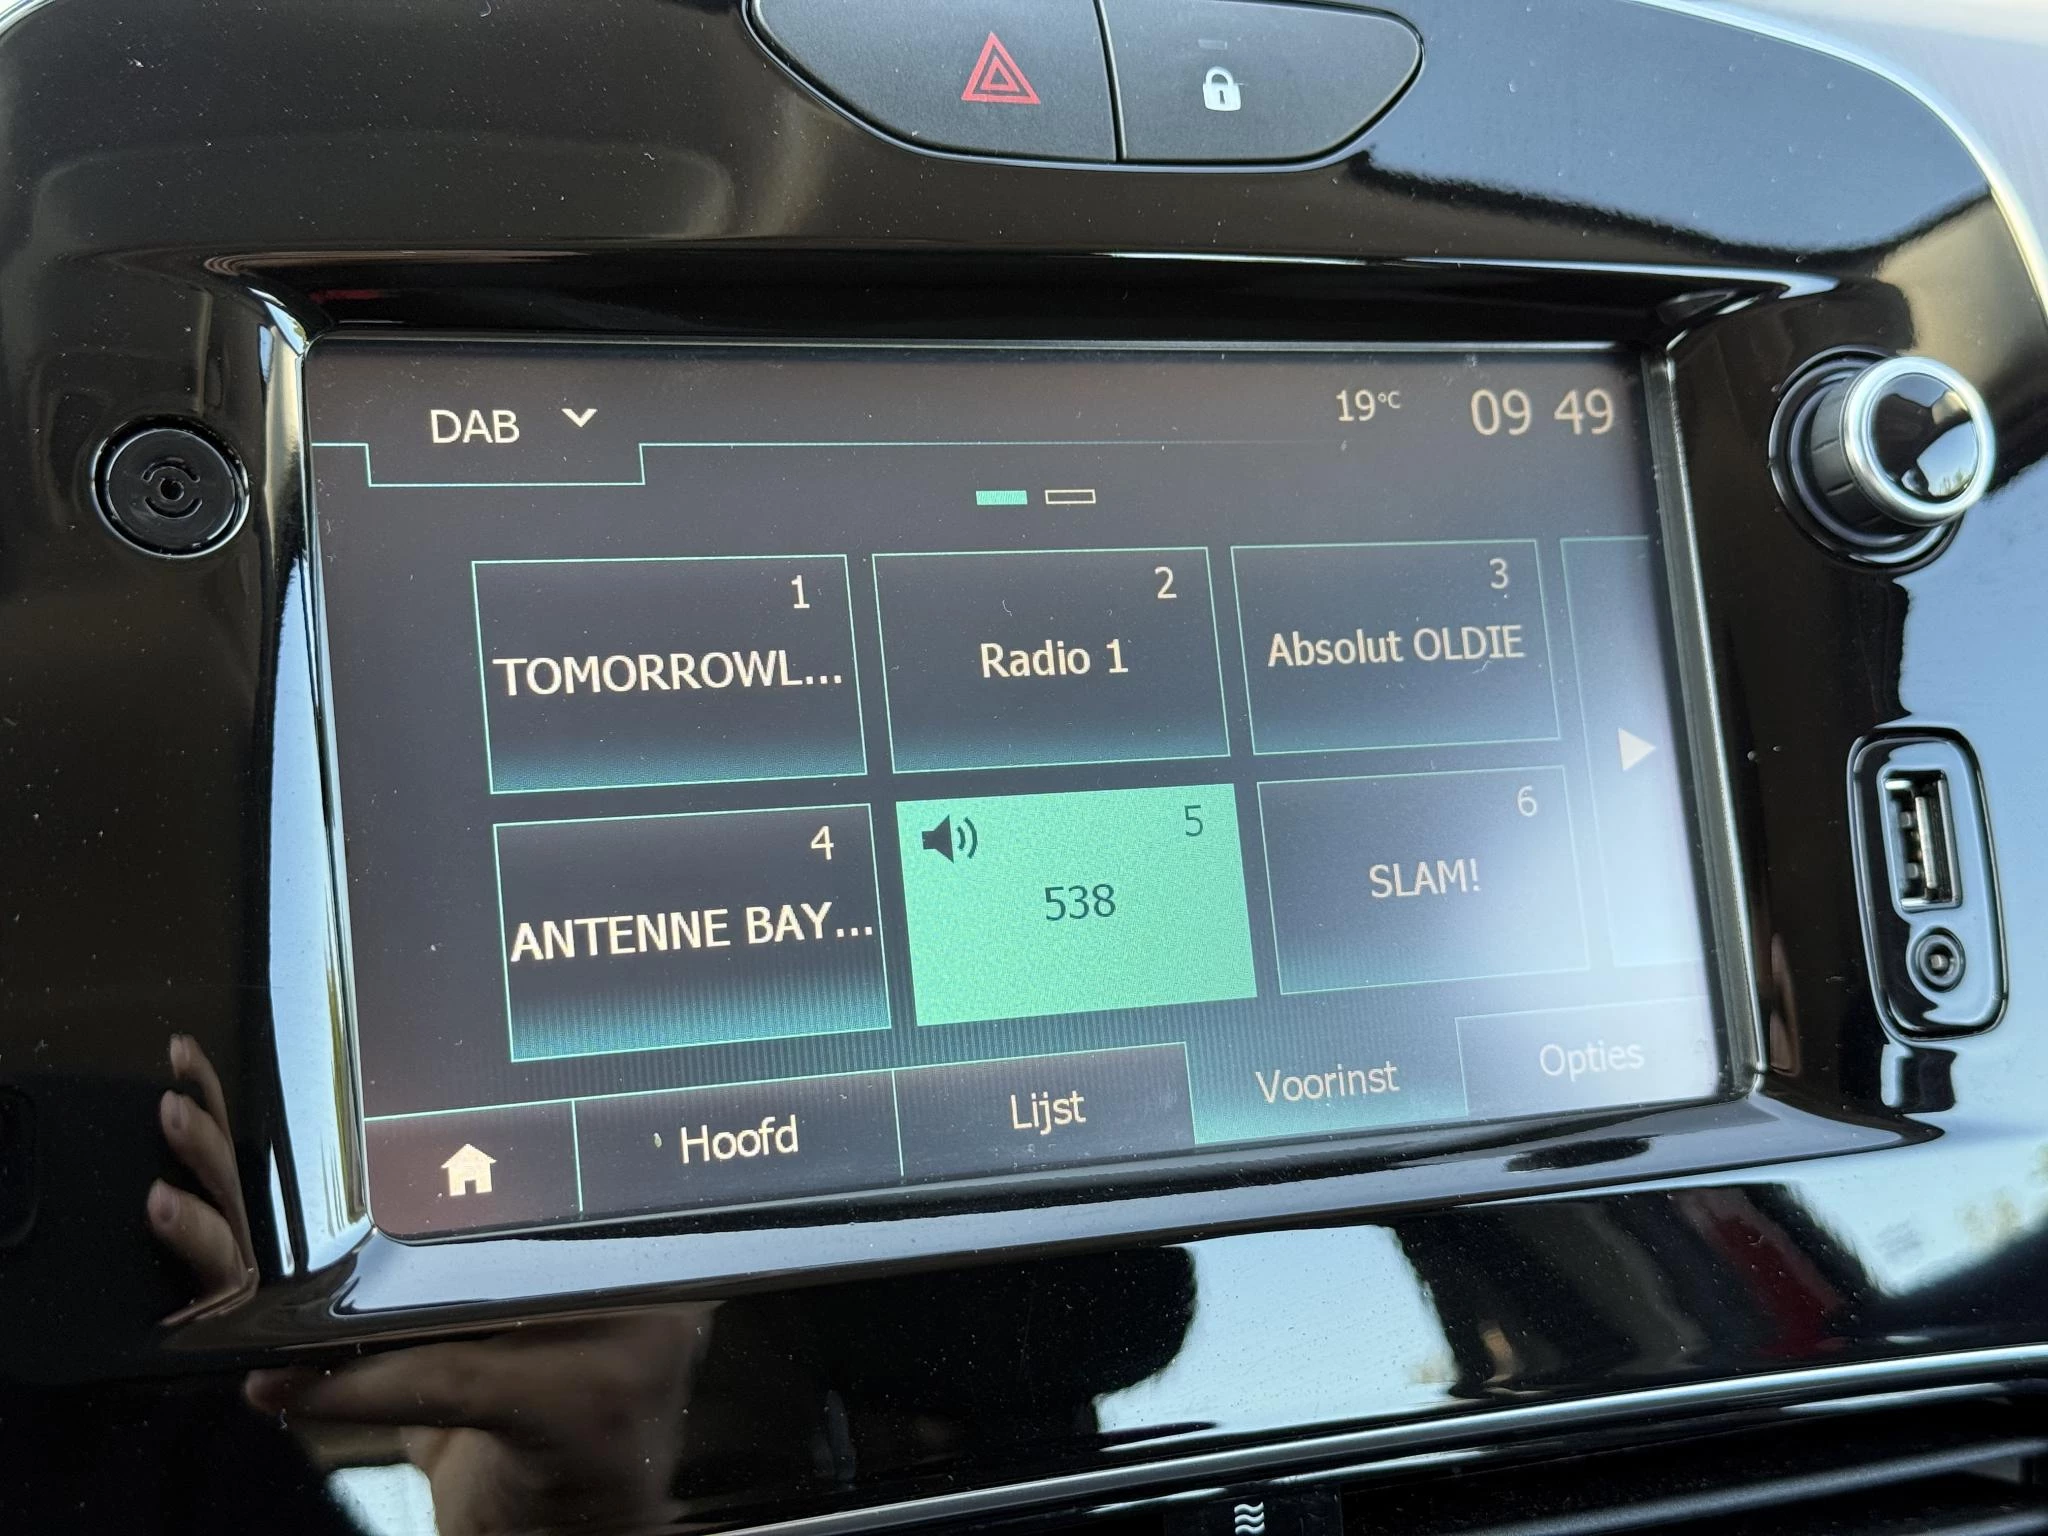 DAB
19°C 09 49
1
TOMORROWL...
2
Radio 1
3
Absolut OLDIE
4
ANTENNE BAY...
5
538
6
SLAM!
Hoofd
Lijst
Voorinst
Opties